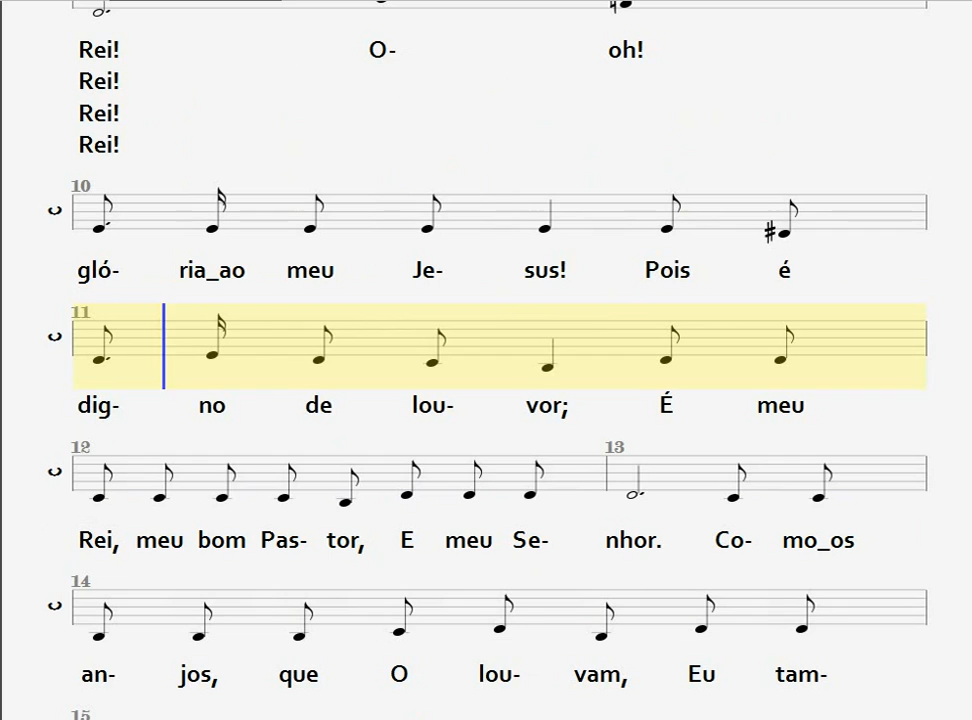 Rei! O- oh!
Rei!
Rei!
Rei!
10
gló- ria_ao meu Je- sus! Pois é
11
dig- no de lou- vor; É meu
12 13
Rei, meu bom Pas- tor, E meu Se- nhor. Co- mo_os
14
an- jos, que O lou- vam, Eu tam-
15